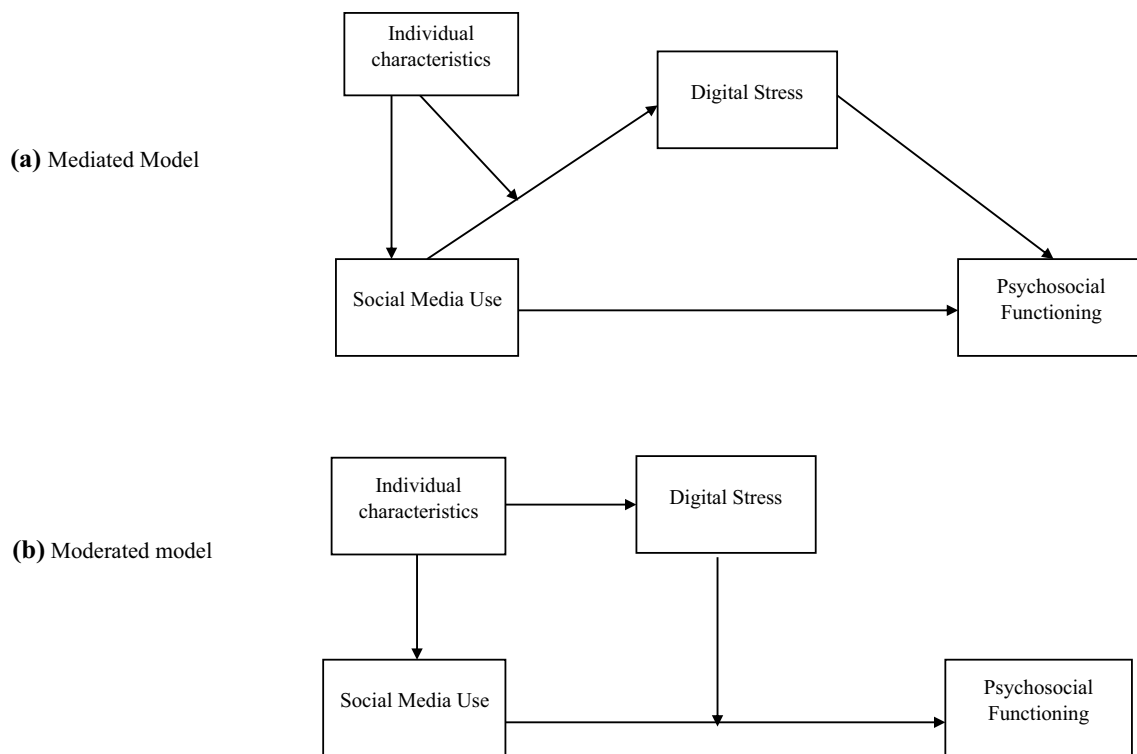 Individual
characteristics
Digital Stress
(a) Mediated Model
Social Media Use
Psychosocial
Functioning
Individual
characteristics
Digital Stress
(b) Moderated model
Social Media Use
Psychosocial
Functioning